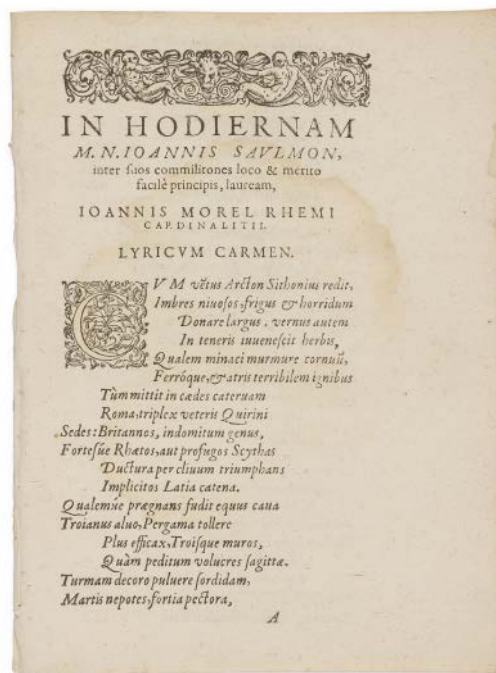 IN HODIERNAM
M. N. IOANNIS SAVLMON,
inter suos commilitones loco & merito
facilè principis, lauream,
IOANNIS MOREL RHEMI
CARDINALITII.
LYRICVM CARMEN.
CVM vẽtus Arcton Sithonius redit,
Imbres niuosos, frigus & horridum
Donare largus. vernus autem
In teneris iuuenescit herbis,
Qualem minaci murmure cornuũ,
Ferróque, & atris terribilem ignibus
Tùm mittit in cædes cateruam
Roma, triplex veteris Quirini
Sedes: Britannos, indomitum genus,
Fortesúe Rhætos, aut profugos Scythas
Ductura per cliuum triumphans
Implicitos Latia catena.
Qualemúe prægnans fudit equus caua
Troianus aluo, Pergama tollere
Plus efficax, Troisque muros,
Quàm peditum volucres sagittæ.
Turmam decoro puluere sordidam,
Martis nepotes, fortia pectora,
A